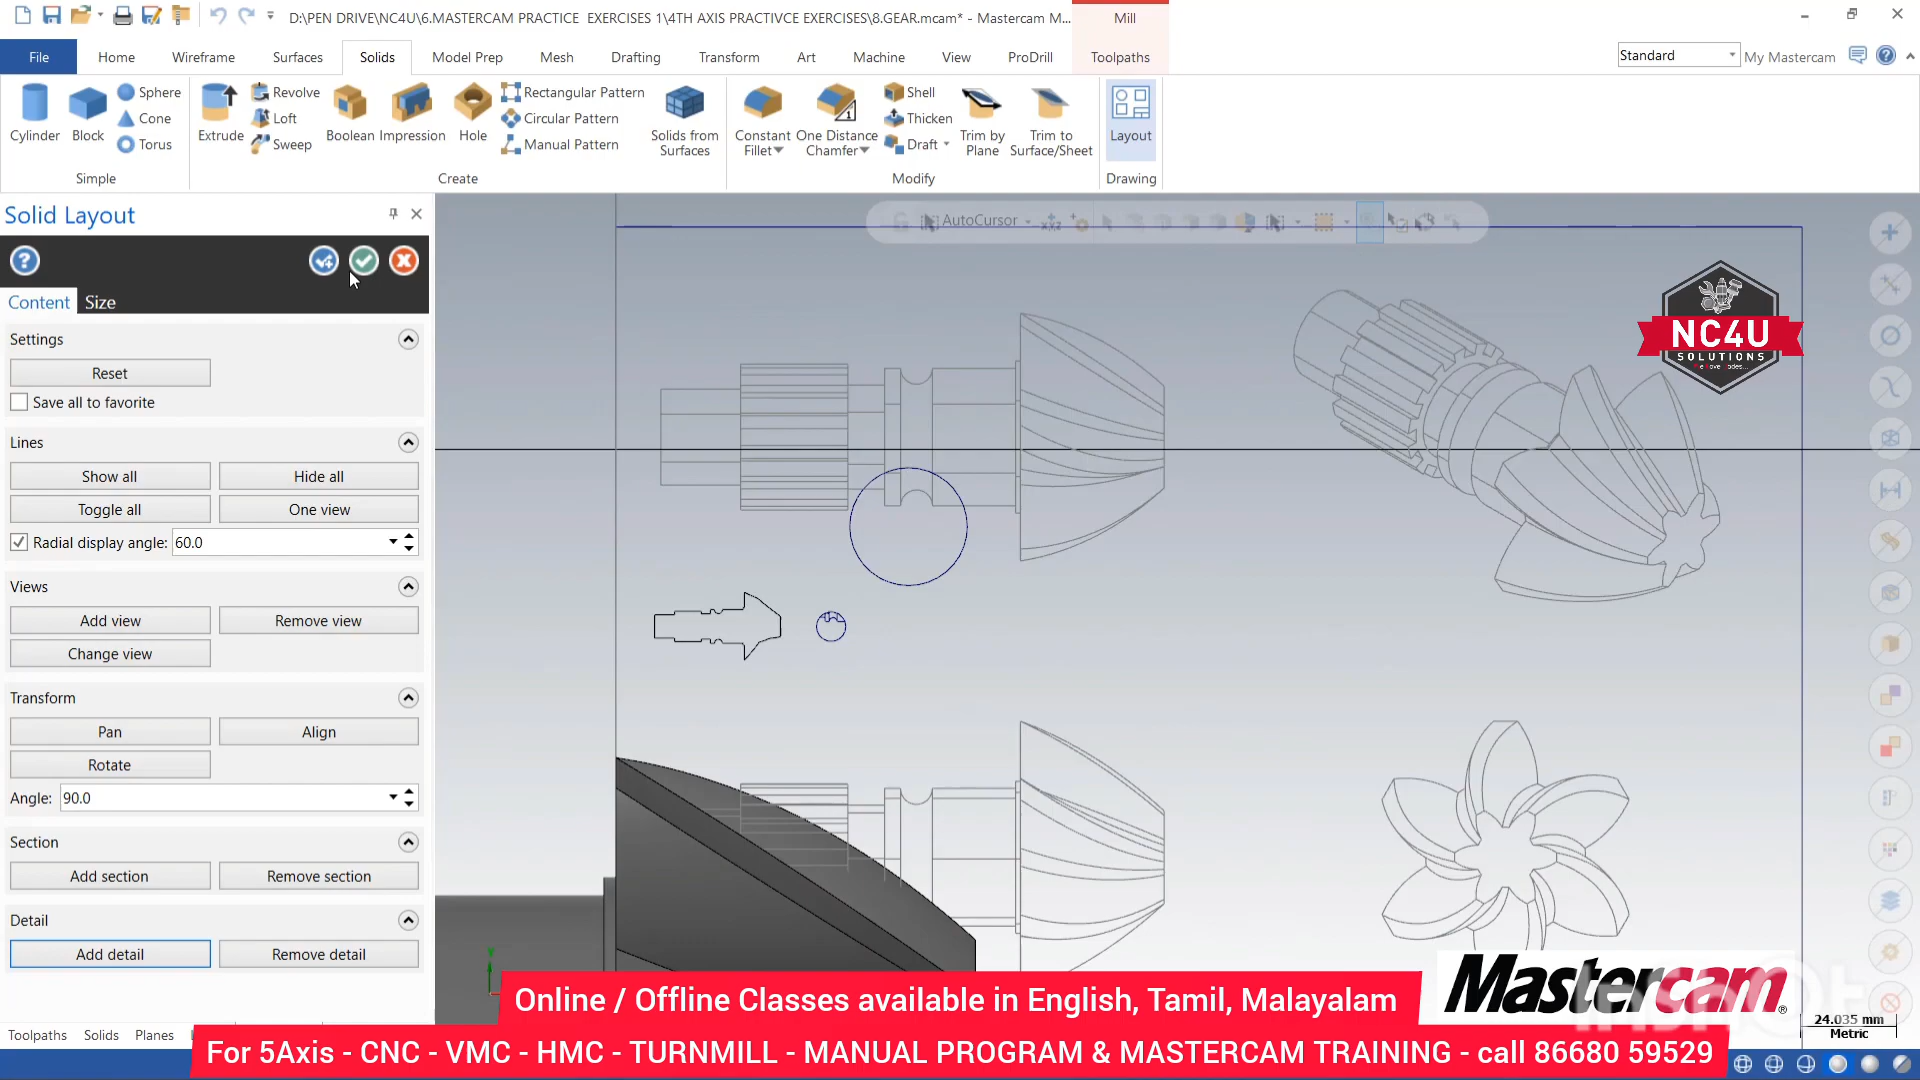 D:\PEN DRIVE\NC4U\6.MASTERCAM PRACTICE  EXERCISES 1\4TH AXIS PRACTIVCE EXERCISES\8.GEAR.mcam* - Mastercam M...
Mill
File
Home
Wireframe
Surfaces
Solids
Model Prep
Mesh
Drafting
Transform
Art
Machine
View
ProDrill
Toolpaths
Standard
My Mastercam
Cylinder
Block
Sphere
Cone
Torus
Simple
Extrude
Revolve
Loft
Sweep
Boolean
Impression
Hole
Rectangular Pattern
Circular Pattern
Manual Pattern
Create
Solids from
Surfaces
Constant
Fillet
One Distance
Chamfer
Shell
Thicken
Draft
Trim by
Plane
Trim to
Surface/Sheet
Modify
Layout
Drawing
Solid Layout
AutoCursor
Content
Size
Settings
Reset
Save all to favorite
Lines
Show all
Hide all
Toggle all
One view
Radial display angle: 60.0
Views
Add view
Remove view
Change view
Transform
Pan
Align
Rotate
Angle: 90.0
Section
Add section
Remove section
Detail
Add detail
Remove detail
Toolpaths
Solids
Planes
NC4U
SOLUTIONS
Mastercam
24.035 mm
Metric
Online / Offline Classes available in English, Tamil, Malayalam
For 5Axis - CNC - VMC - HMC - TURNMILL - MANUAL PROGRAM & MASTERCAM TRAINING - call 86680 59529